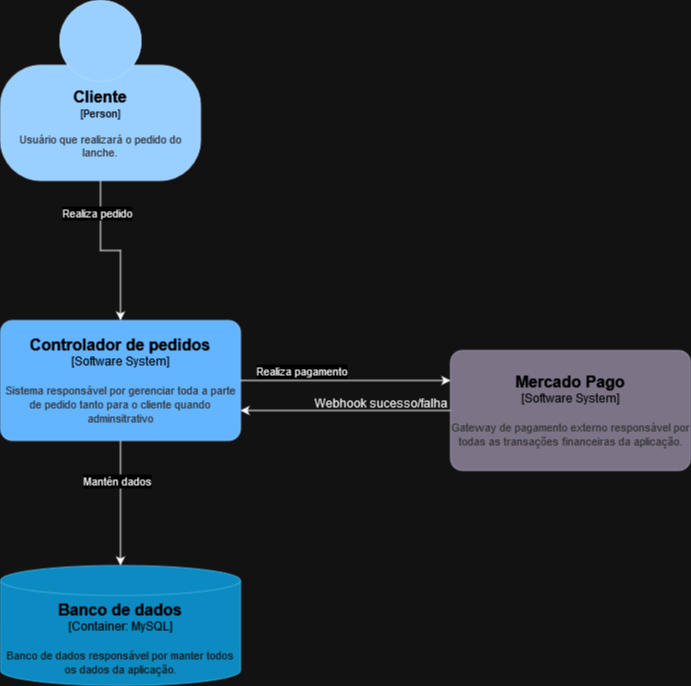 Cliente
[Person]
Usuário que realizará o pedido do
lanche.
Realiza pedido
Controlador de pedidos
[Software System]
Sistema responsável por gerenciar toda a parte
de pedido tanto para o cliente quando
adminsitrativo
Realiza pagamento
Webhook sucesso/falha
Mercado Pago
[Software System]
Gateway de pagamento externo responsável por
todas as transações financeiras da aplicação.
Mantén dados
Banco de dados
[Container: MySQL]
Banco de dados responsável por manter todos
os dados da aplicação.